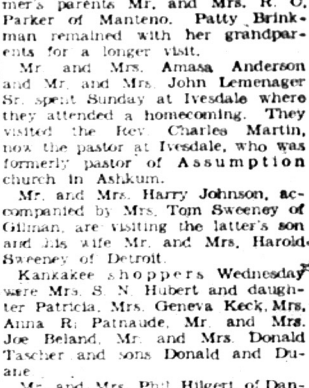 mer's parents Mr. and Mrs. R. O.
Parker of Manteno. Patty Brink-
man remained with her grandpar-
ents for a longer visit.
Mr. and Mrs. Amasa Anderson
and Mr. and Mrs. John Lemenager
Sr. spent Sunday at Ivesdale where
they attended a homecoming. They
visited the Rev. Charles Martin,
now the pastor at Ivesdale, who was
formerly pastor of Assumption
church in Ashkum.
Mr. and Mrs. Harry Johnson, ac-
companied by Mrs. Tom Sweeney of
Gilman, are visiting the latter's son
and his wife Mr. and Mrs. Harold
Sweeney of Detroit.
Kankakee shoppers Wednesday
were Mrs. S. N. Hubert and daugh-
ter Patricia, Mrs. Geneva Keck, Mrs.
Anna R. Patnaude, Mr. and Mrs.
Joe Beland, Mr. and Mrs. Donald
Tascher and sons Donald and Du-
ane.
Mr. and Mrs. Phil Hilgert of Dan-